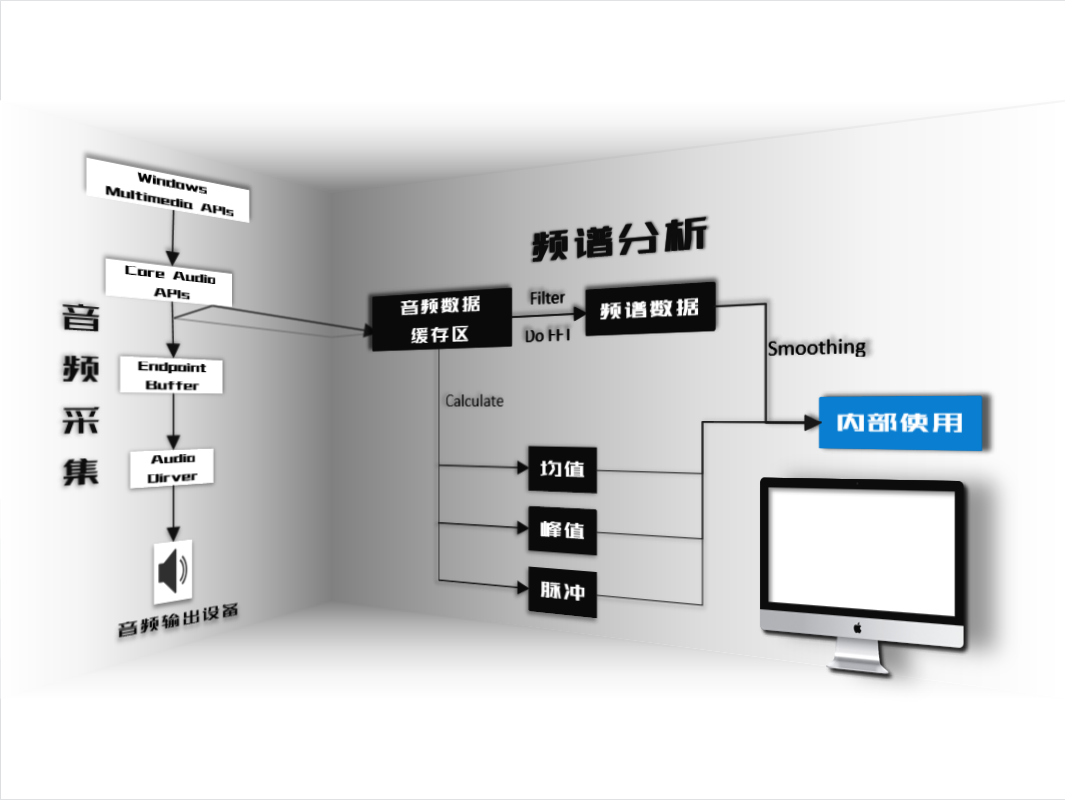 Windows
Multimedia APIs
Core Audio
APIs
Endpoint
Buffer
Audio
Dirver
音频输出设备
音
频
采
集
频谱分析
音频数据
缓存区
Filter
Do FFT
频谱数据
Smoothing
Calculate
均值
峰值
脉冲
内部使用